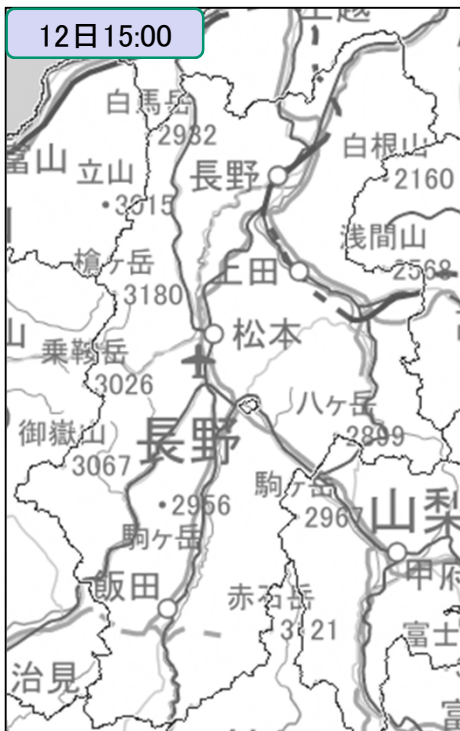 12日15:00
上越
白馬岳
2932
富山
立山
3015
長野
白根山
2160
浅間山
2568
槍ヶ岳
3180
上田
松本
乗鞍岳
3026
八ヶ岳
2899
御嶽山
3067
長野
駒ヶ岳
2967
2956
駒ヶ岳
山梨
甲府
飯田
赤石岳
3121
富士
治見
富